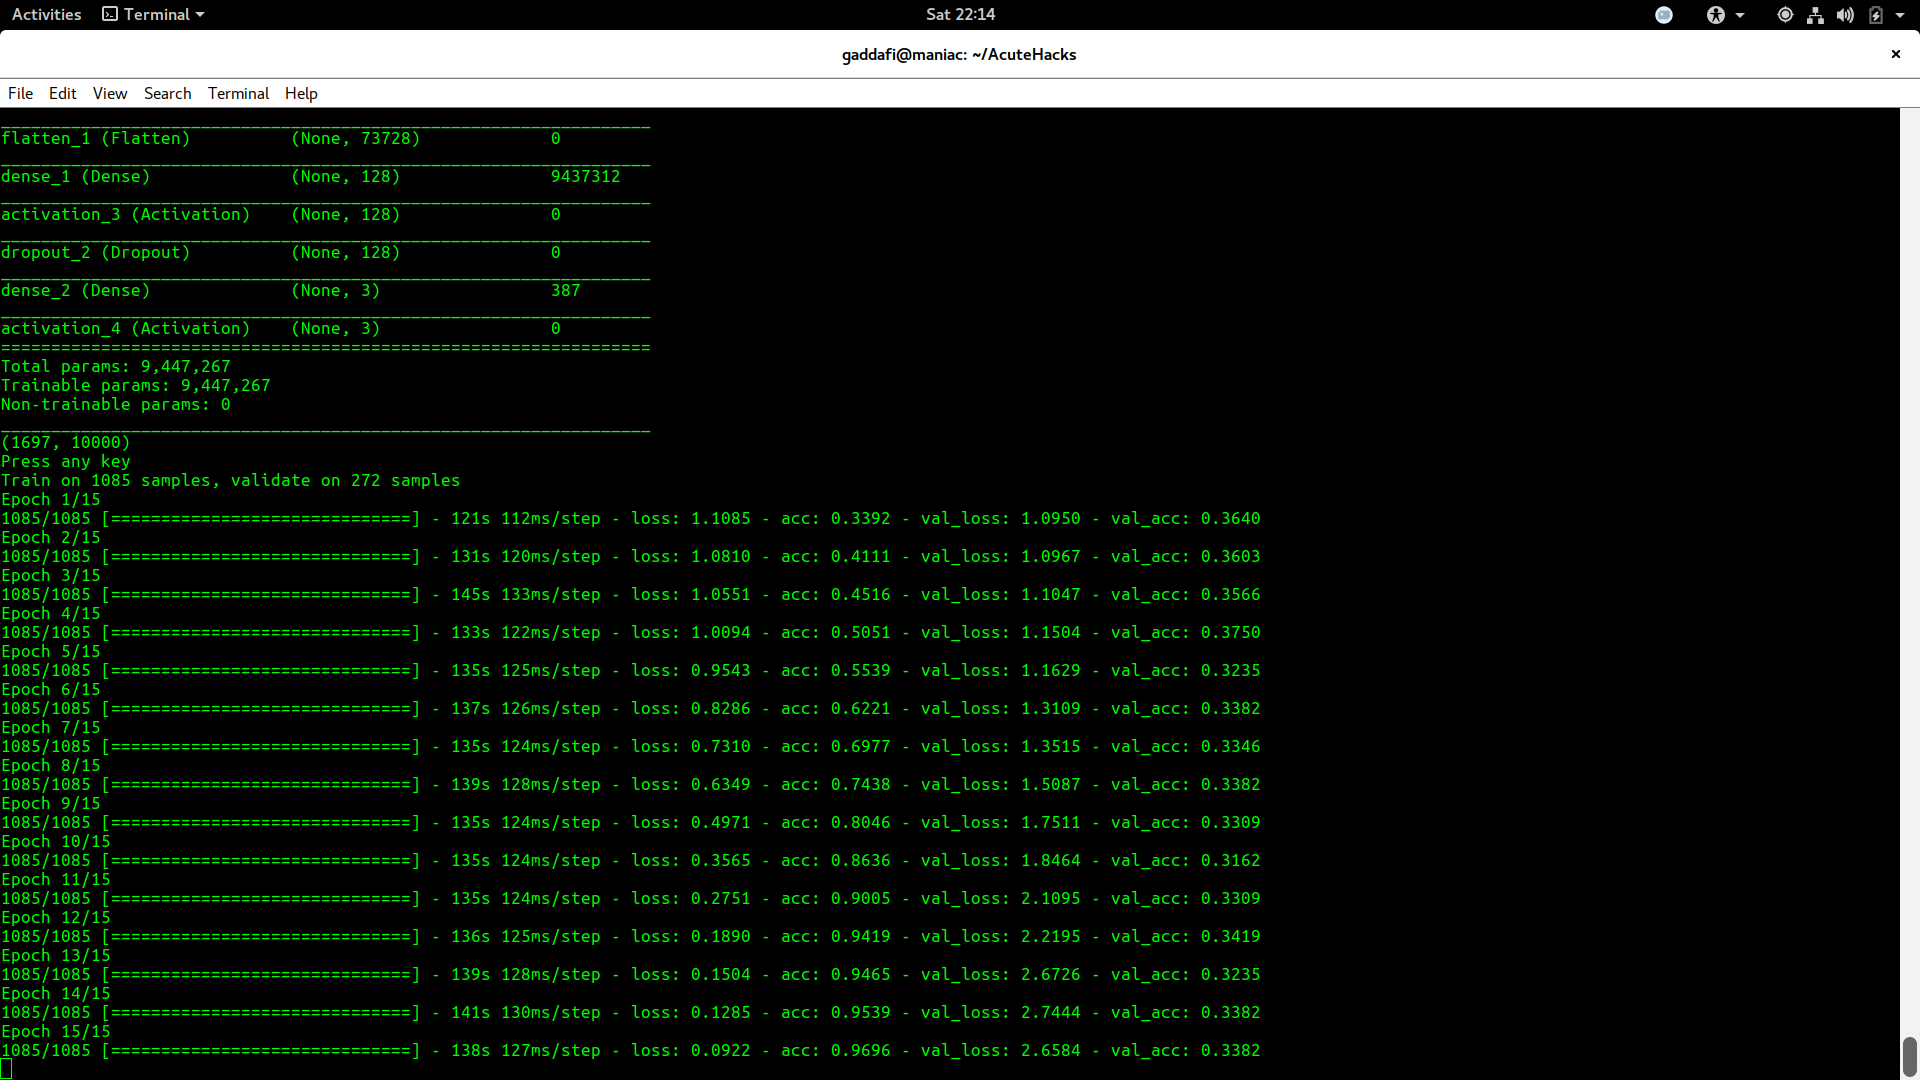 Activities Terminal Sat 22:14
gaddafi@maniac: ~/AcuteHacks ×
File Edit View Search Terminal Help
_________________________________________________________________
flatten_1 (Flatten)          (None, 73728)             0
_________________________________________________________________
dense_1 (Dense)              (None, 128)               9437312
_________________________________________________________________
activation_3 (Activation)    (None, 128)               0
_________________________________________________________________
dropout_2 (Dropout)          (None, 128)               0
_________________________________________________________________
dense_2 (Dense)              (None, 3)                 387
_________________________________________________________________
activation_4 (Activation)    (None, 3)                 0
=================================================================
Total params: 9,447,267
Trainable params: 9,447,267
Non-trainable params: 0
_________________________________________________________________
(1697, 10000)
Press any key
Train on 1085 samples, validate on 272 samples
Epoch 1/15
1085/1085 [==============================] - 121s 112ms/step - loss: 1.1085 - acc: 0.3392 - val_loss: 1.0950 - val_acc: 0.3640
Epoch 2/15
1085/1085 [==============================] - 131s 120ms/step - loss: 1.0810 - acc: 0.4111 - val_loss: 1.0967 - val_acc: 0.3603
Epoch 3/15
1085/1085 [==============================] - 145s 133ms/step - loss: 1.0551 - acc: 0.4516 - val_loss: 1.1047 - val_acc: 0.3566
Epoch 4/15
1085/1085 [==============================] - 133s 122ms/step - loss: 1.0094 - acc: 0.5051 - val_loss: 1.1504 - val_acc: 0.3750
Epoch 5/15
1085/1085 [==============================] - 135s 125ms/step - loss: 0.9543 - acc: 0.5539 - val_loss: 1.1629 - val_acc: 0.3235
Epoch 6/15
1085/1085 [==============================] - 137s 126ms/step - loss: 0.8286 - acc: 0.6221 - val_loss: 1.3109 - val_acc: 0.3382
Epoch 7/15
1085/1085 [==============================] - 135s 124ms/step - loss: 0.7310 - acc: 0.6977 - val_loss: 1.3515 - val_acc: 0.3346
Epoch 8/15
1085/1085 [==============================] - 139s 128ms/step - loss: 0.6349 - acc: 0.7438 - val_loss: 1.5087 - val_acc: 0.3382
Epoch 9/15
1085/1085 [==============================] - 135s 124ms/step - loss: 0.4971 - acc: 0.8046 - val_loss: 1.7511 - val_acc: 0.3309
Epoch 10/15
1085/1085 [==============================] - 135s 124ms/step - loss: 0.3565 - acc: 0.8636 - val_loss: 1.8464 - val_acc: 0.3162
Epoch 11/15
1085/1085 [==============================] - 135s 124ms/step - loss: 0.2751 - acc: 0.9005 - val_loss: 2.1095 - val_acc: 0.3309
Epoch 12/15
1085/1085 [==============================] - 136s 125ms/step - loss: 0.1890 - acc: 0.9419 - val_loss: 2.2195 - val_acc: 0.3419
Epoch 13/15
1085/1085 [==============================] - 139s 128ms/step - loss: 0.1504 - acc: 0.9465 - val_loss: 2.6726 - val_acc: 0.3235
Epoch 14/15
1085/1085 [==============================] - 141s 130ms/step - loss: 0.1285 - acc: 0.9539 - val_loss: 2.7444 - val_acc: 0.3382
Epoch 15/15
1085/1085 [==============================] - 138s 127ms/step - loss: 0.0922 - acc: 0.9696 - val_loss: 2.6584 - val_acc: 0.3382